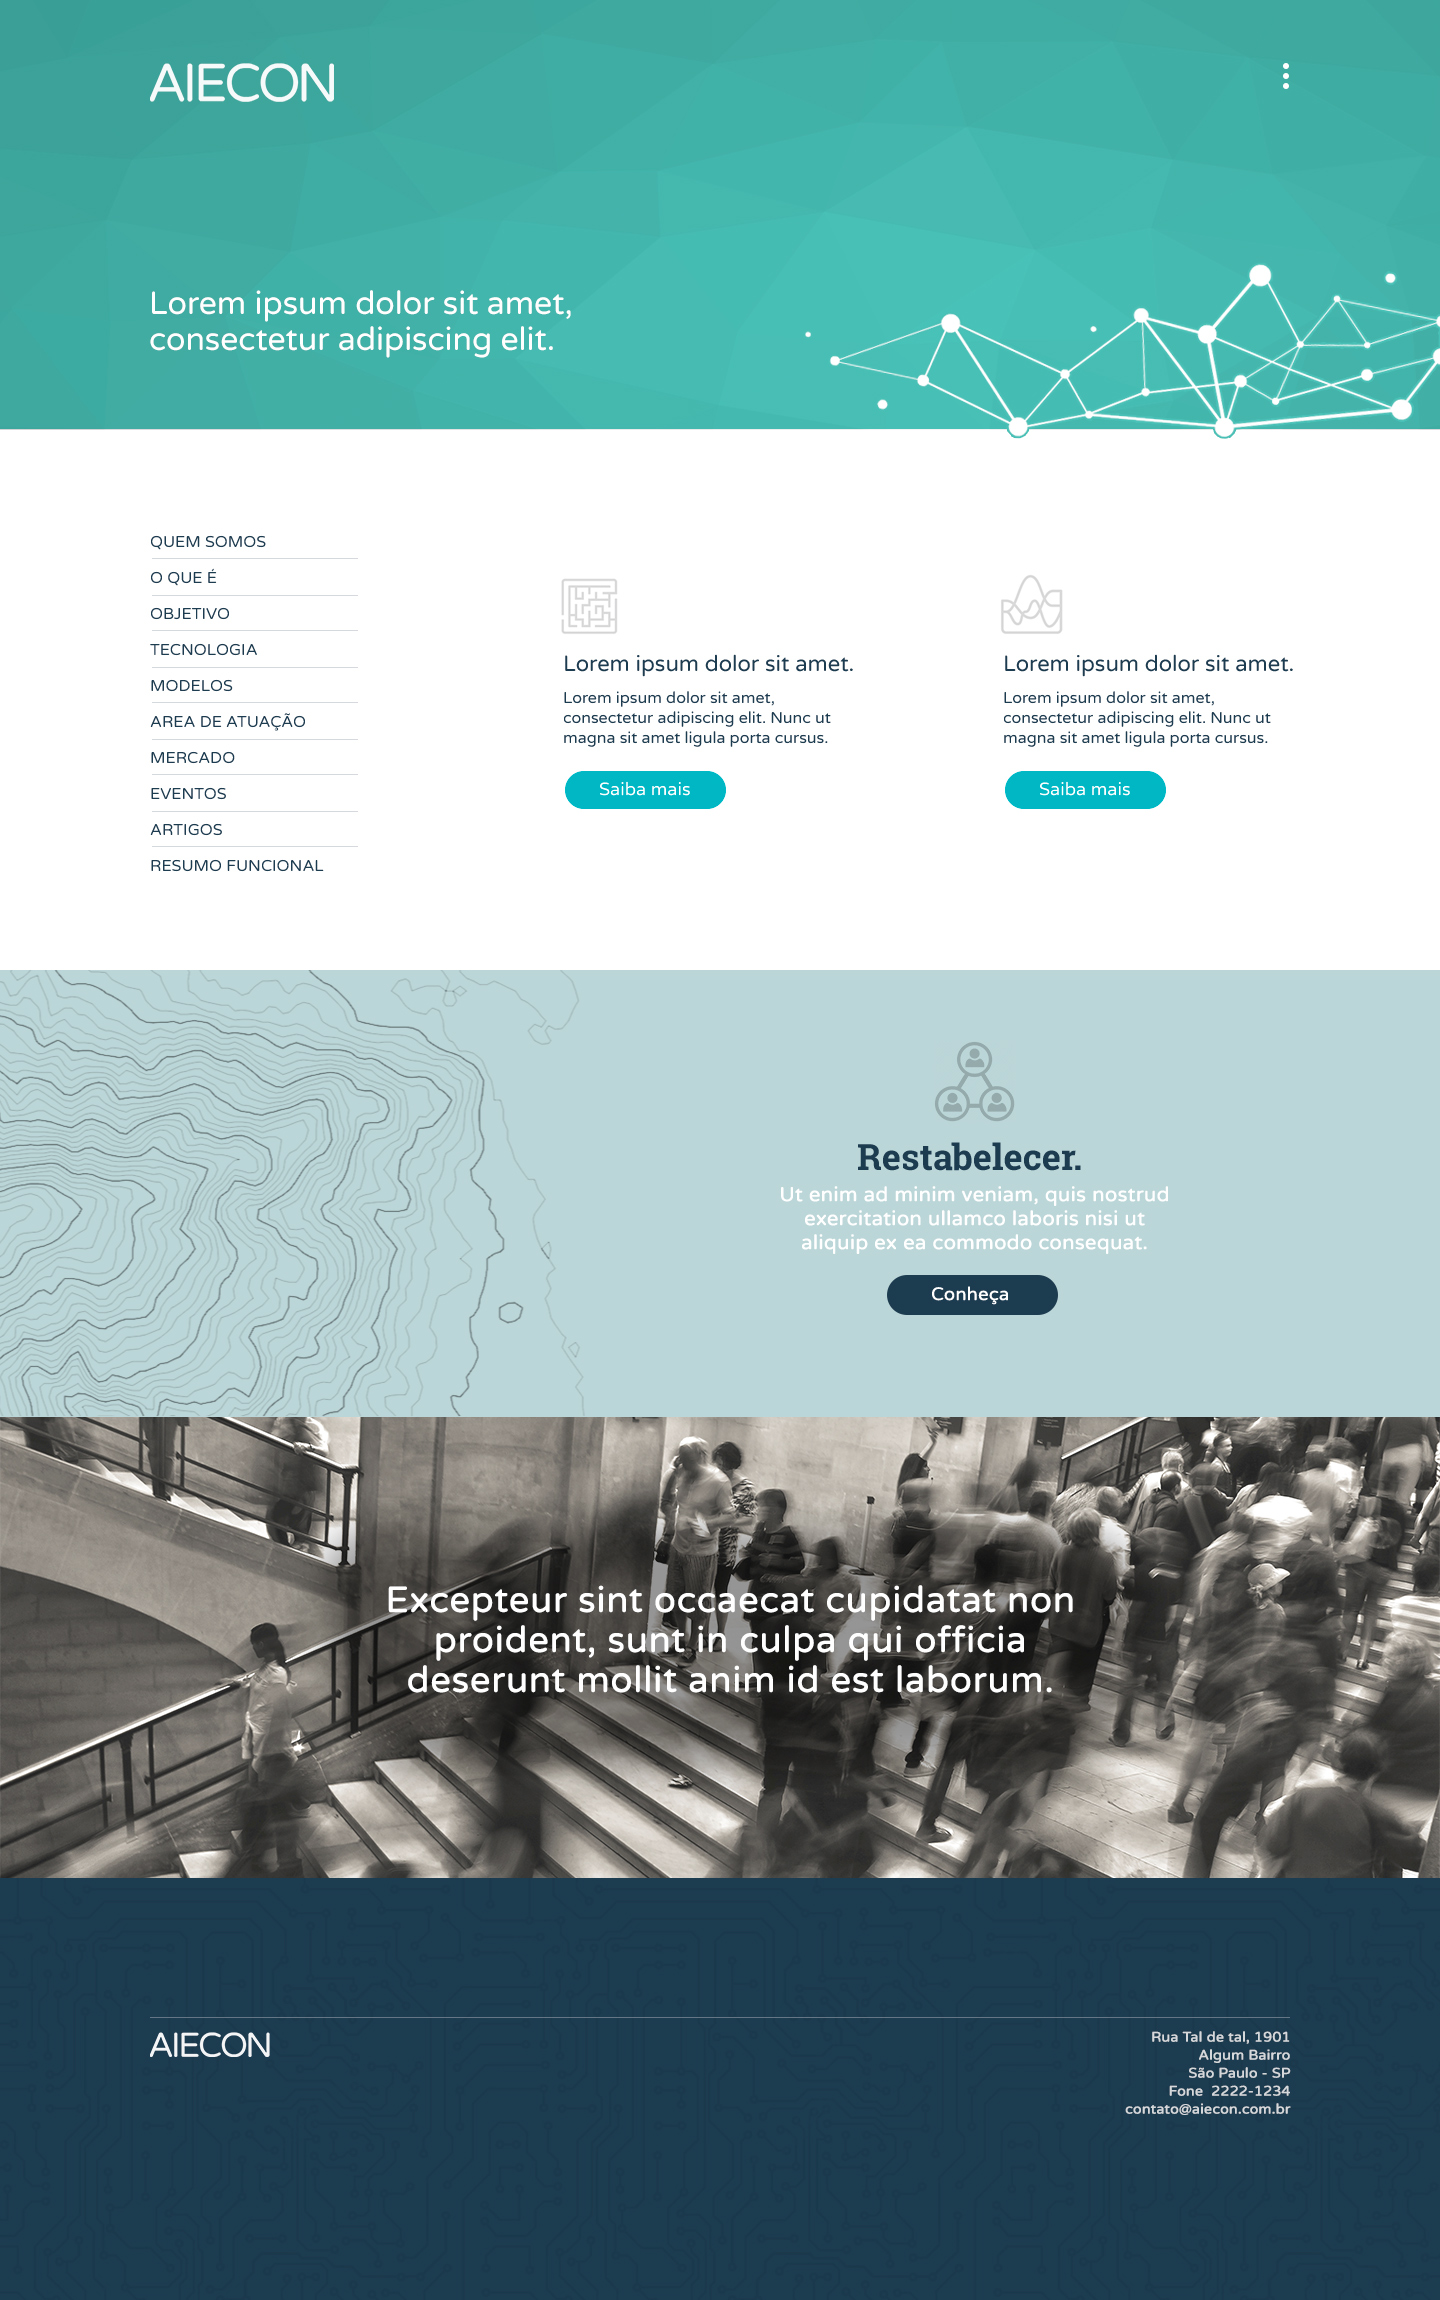 AIECON
Lorem ipsum dolor sit amet,
consectetur adipiscing elit.
QUEM SOMOS
O QUE É
OBJETIVO
TECNOLOGIA
MODELOS
AREA DE ATUAÇÃO
MERCADO
EVENTOS
ARTIGOS
RESUMO FUNCIONAL
Lorem ipsum dolor sit amet.
Lorem ipsum dolor sit amet,
consectetur adipiscing elit. Nunc ut
magna sit amet ligula porta cursus.
Saiba mais
Lorem ipsum dolor sit amet.
Lorem ipsum dolor sit amet,
consectetur adipiscing elit. Nunc ut
magna sit amet ligula porta cursus.
Saiba mais
Restabelecer.
Ut enim ad minim veniam, quis nostrud
exercitation ullamco laboris nisi ut
aliquip ex ea commodo consequat.
Conheça
Excepteur sint occaecat cupidatat non
proident, sunt in culpa qui officia
deserunt mollit anim id est laborum.
AIECON
Rua Tal de tal, 1901
Algum Bairro
São Paulo - SP
Fone 2222-1234
contato@aiecon.com.br